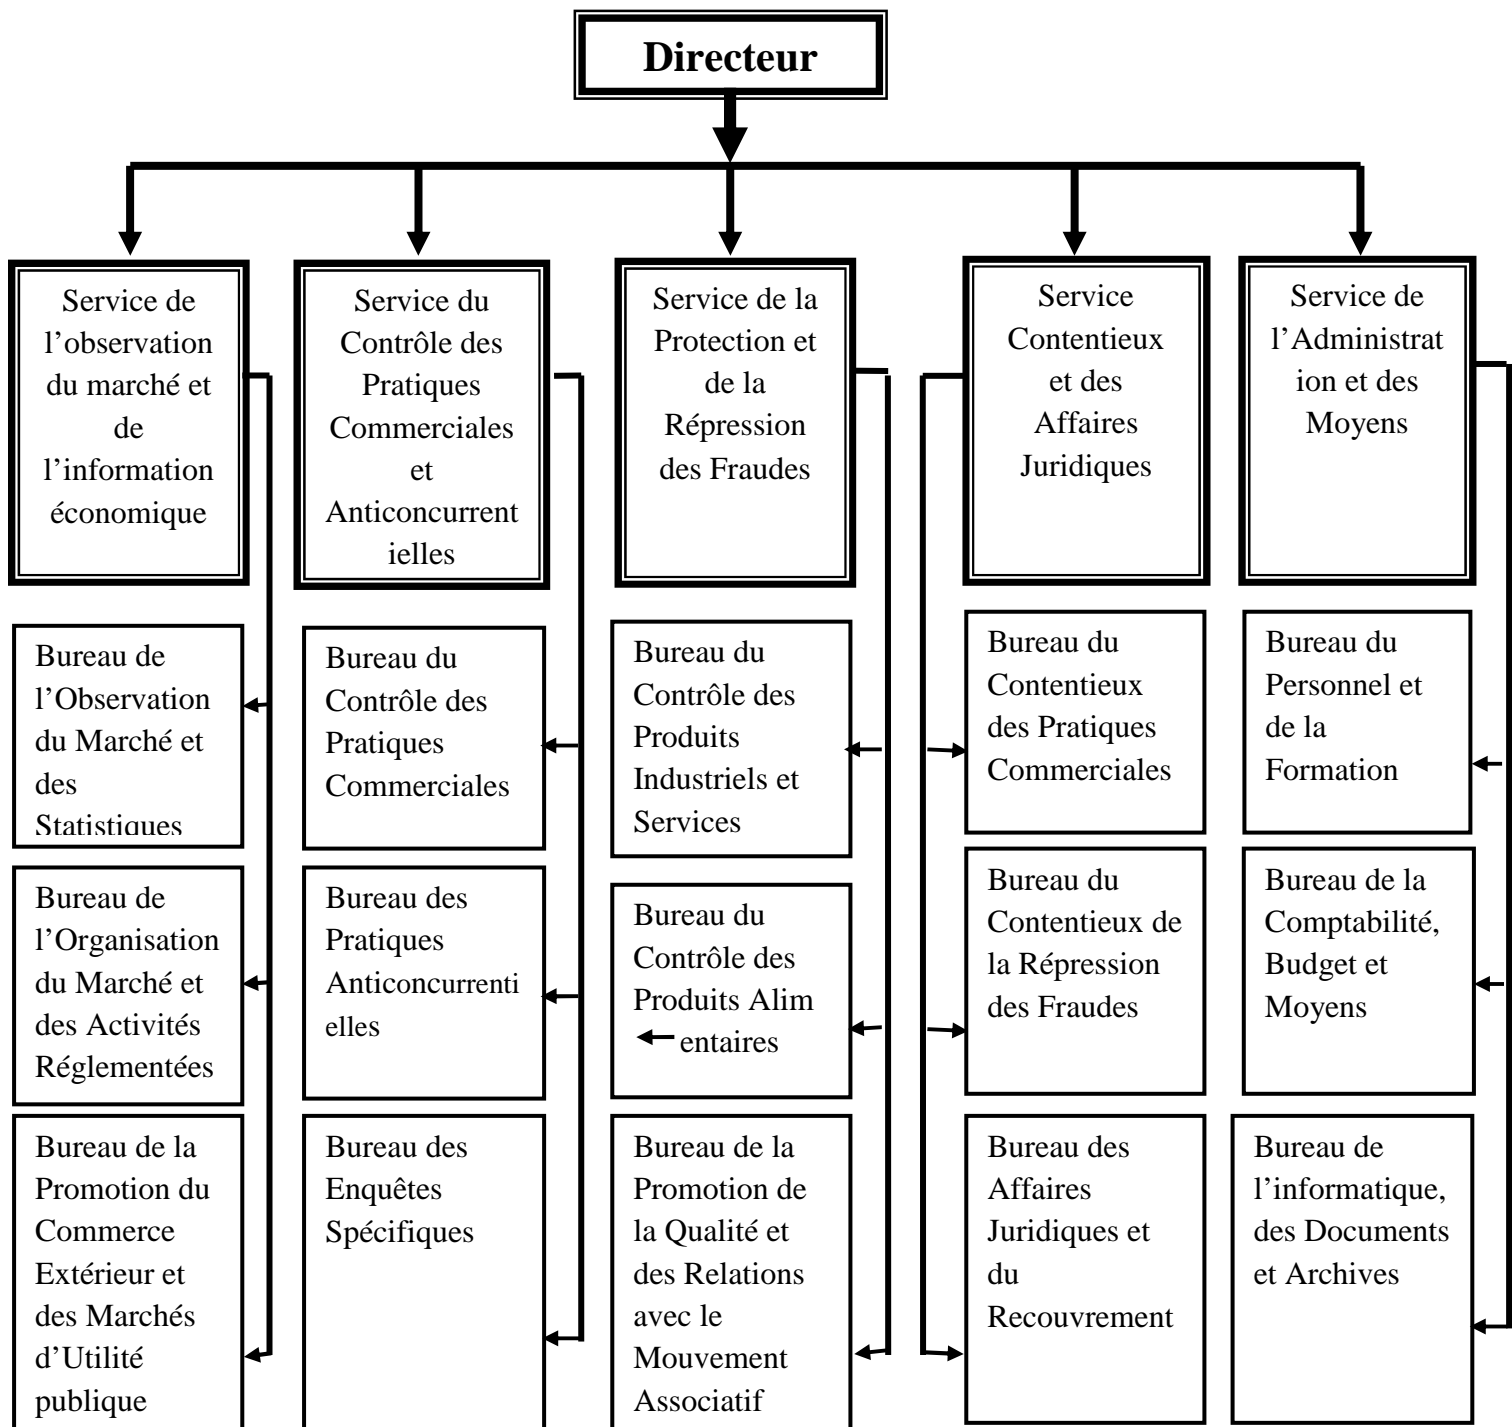 Directeur
Service de
l’observation
du marché et
de
l’information
économique
Service du
Contrôle des
Pratiques
Commerciales
et
Anticoncurrent
ielles
Service de la
Protection et
de la
Répression
des Fraudes
Service
Contentieux
et des
Affaires
Juridiques
Service de
l’Administrat
ion et des
Moyens
Bureau de
l’Observation
du Marché et
des
Statistiques
Bureau du
Contrôle des
Pratiques
Commerciales
Bureau du
Contrôle des
Produits
Industriels et
Services
Bureau du
Contentieux
des Pratiques
Commerciales
Bureau du
Personnel et
de la
Formation
Bureau de
l’Organisation
du Marché et
des Activités
Réglementées
Bureau des
Pratiques
Anticoncurrenti
elles
Bureau du
Contrôle des
Produits Alim
entaires
Bureau du
Contentieux de
la Répression
des Fraudes
Bureau de la
Comptabilité,
Budget et
Moyens
Bureau de la
Promotion du
Commerce
Extérieur et
des Marchés
d’Utilité
publique
Bureau des
Enquêtes
Spécifiques
Bureau de la
Promotion de
la Qualité et
des Relations
avec le
Mouvement
Associatif
Bureau des
Affaires
Juridiques et
du
Recouvrement
Bureau de
l’informatique,
des Documents
et Archives